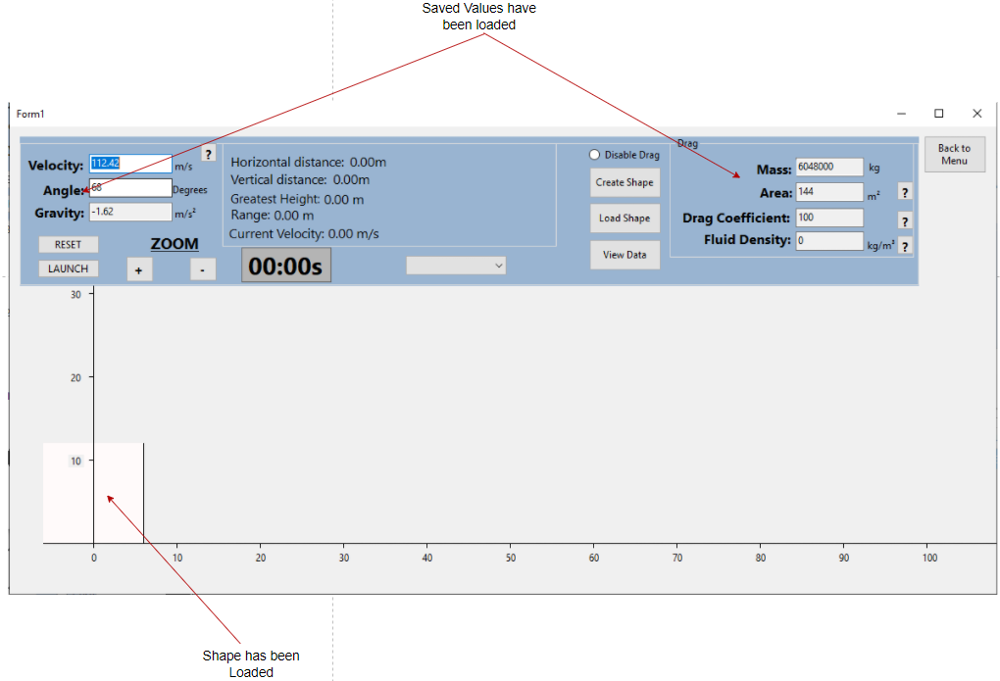 Saved Values have
been loaded
Form1
Velocity: 112.42 m/s ?
Angle: 68 Degrees
Gravity: -1.62 m/s²
RESET
LAUNCH
ZOOM
+ -
Horizontal distance: 0.00m
Vertical distance: 0.00m
Greatest Height: 0.00 m
Range: 0.00 m
Current Velocity: 0.00 m/s
00:00s
Disable Drag
Create Shape
Load Shape
View Data
Drag
Mass: 6048000 kg
Area: 144 m² ?
Drag Coefficient: 100 ?
Fluid Density: 0 kg/m³ ?
Back to
Menu
30
20
10
0 10 20 30 40 50 60 70 80 90 100
Shape has been
Loaded